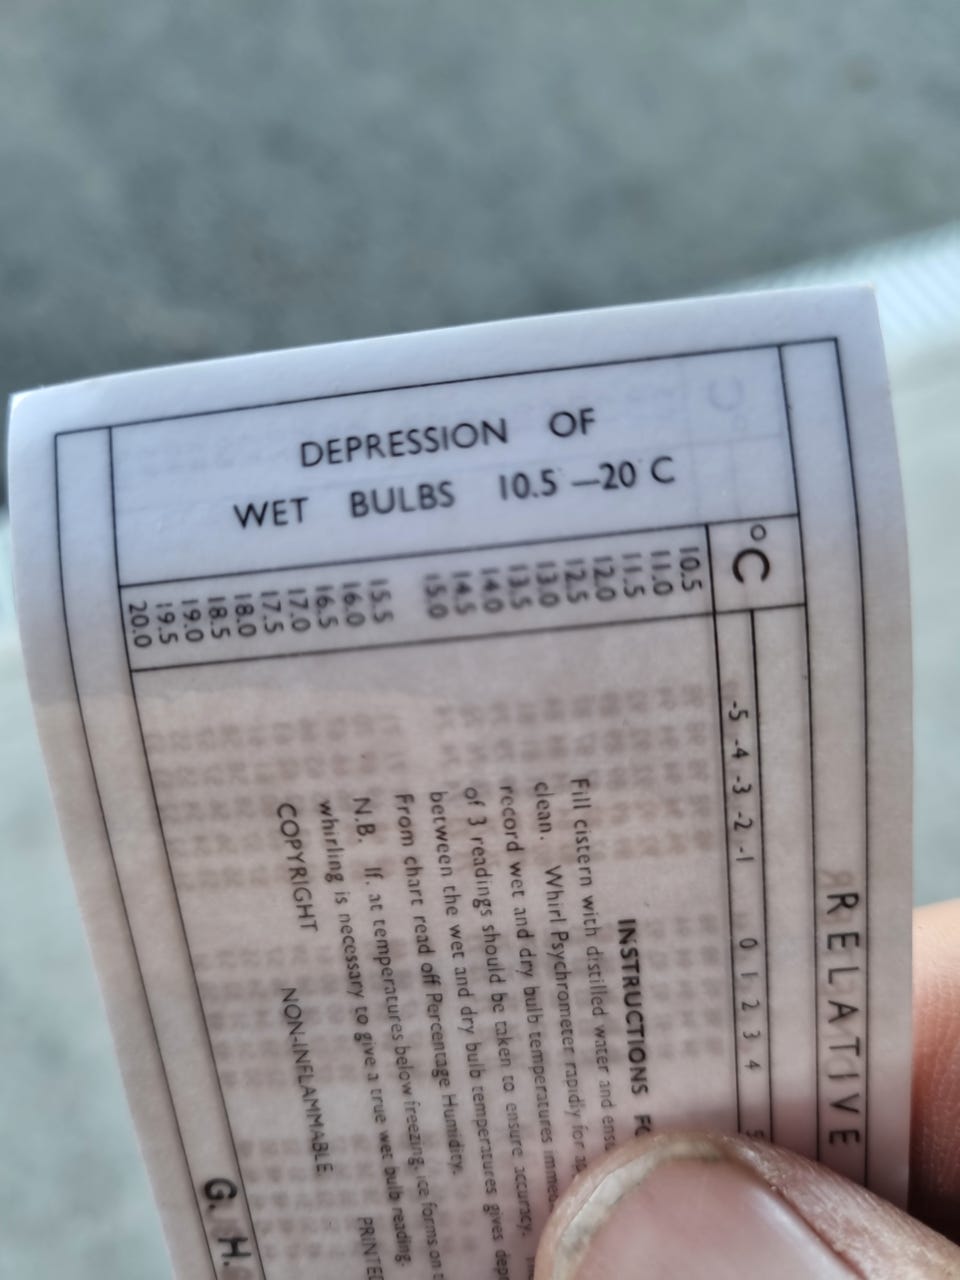 DEPRESSION OF
WET BULBS 10.5 —20 C
°C
10.5
11.0
11.5
12.0
12.5
13.0
13.5
14.0
14.5
15.0
15.5
16.0
16.5
17.0
17.5
18.0
18.5
19.0
19.5
20.0
RELATIVE
-5 -4 -3 -2 -1 0 1 2 3 4 5
INSTRUCTIONS
Fill cistern with distilled water and
clean. Whirl Psychrometer rapidly for
record wet and dry bulb temperatures
of 3 readings should be taken to ensure accuracy.
between the wet and dry bulb temperatures gives
From chart read off Percentage Humidity.
N.B. If. at temperatures below freezing, ice forms on
whirling is necessary to give a true wet bulb reading.
COPYRIGHT NON-INFLAMMABLE
G. H.